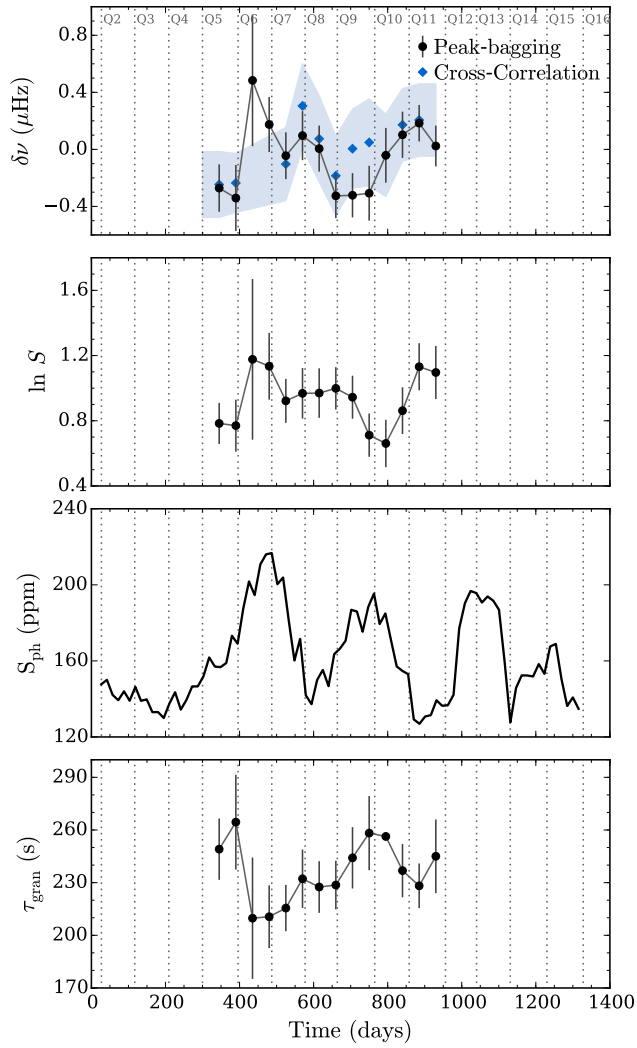 Q2 Q3 Q4 Q5 Q6 Q7 Q8 Q9 Q10 Q11 Q12 Q13 Q14 Q15 Q16
Peak-bagging
Cross-Correlation
0.8
0.4
0.0
−0.4
δν (μHz)
1.6
1.2
0.8
0.4
ln S
240
200
160
120
S_ph (ppm)
290
260
230
200
170
τ_gran (s)
0 200 400 600 800 1000 1200 1400
Time (days)